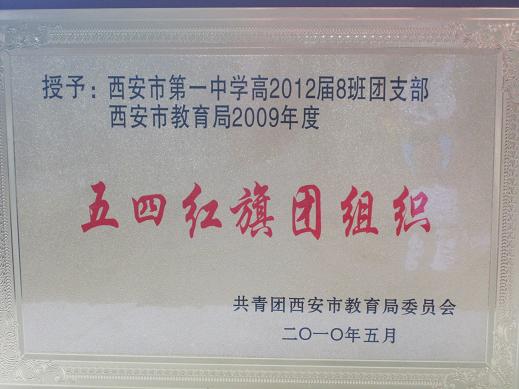 授予：西安市第一中学高2012届8班团支部
西安市教育局2009年度
五四红旗团组织
共青团西安市教育局委员会
二〇一〇年五月